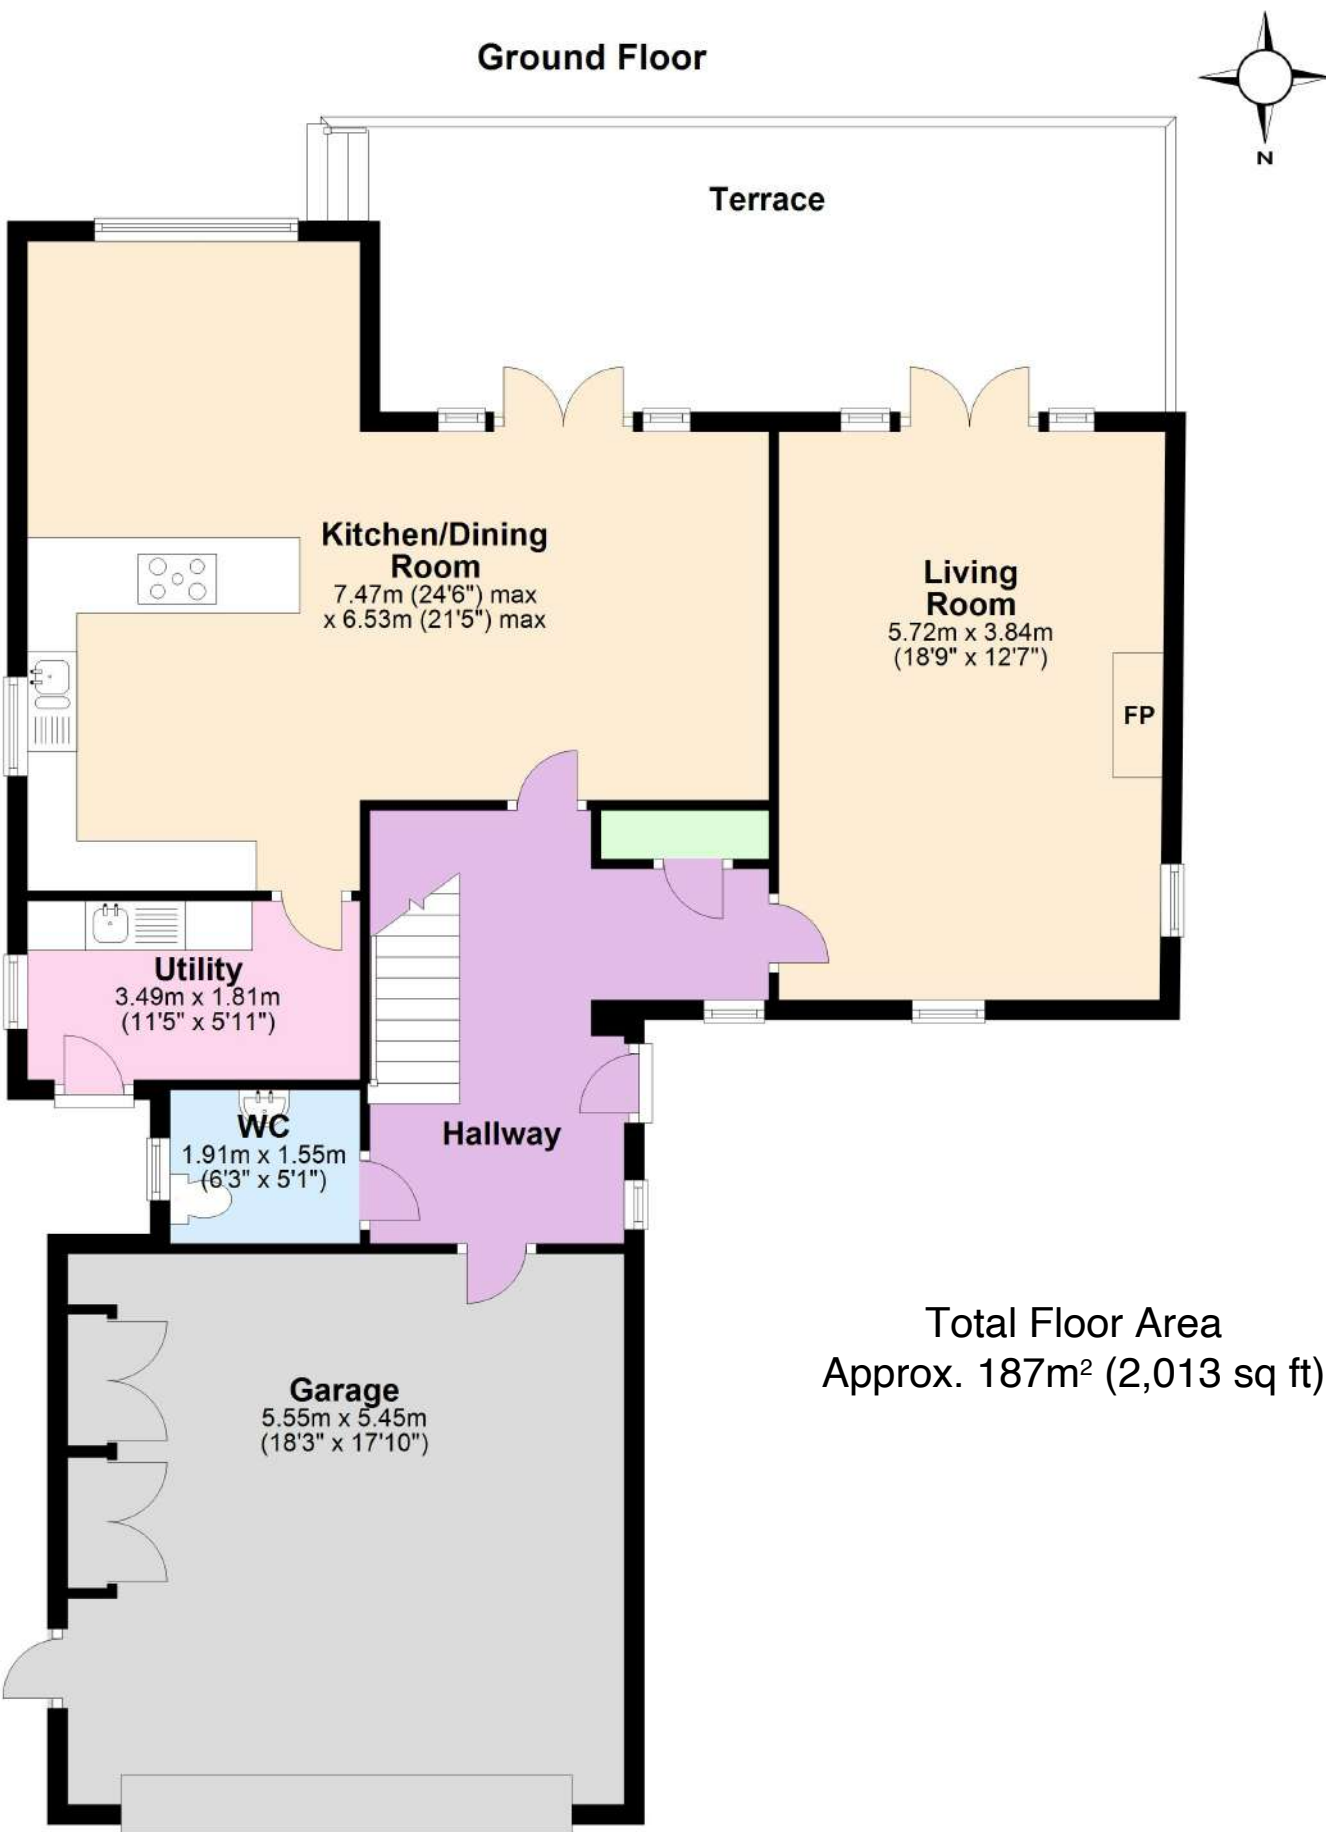 Ground Floor
N
Terrace
Kitchen/Dining
Room
7.47m (24'6") max
x 6.53m (21'5") max
Living
Room
5.72m x 3.84m
(18'9" x 12'7")
FP
Utility
3.49m x 1.81m
(11'5" x 5'11")
WC
1.91m x 1.55m
(6'3" x 5'1")
Hallway
Garage
5.55m x 5.45m
(18'3" x 17'10")
Total Floor Area
Approx. 187m² (2,013 sq ft)